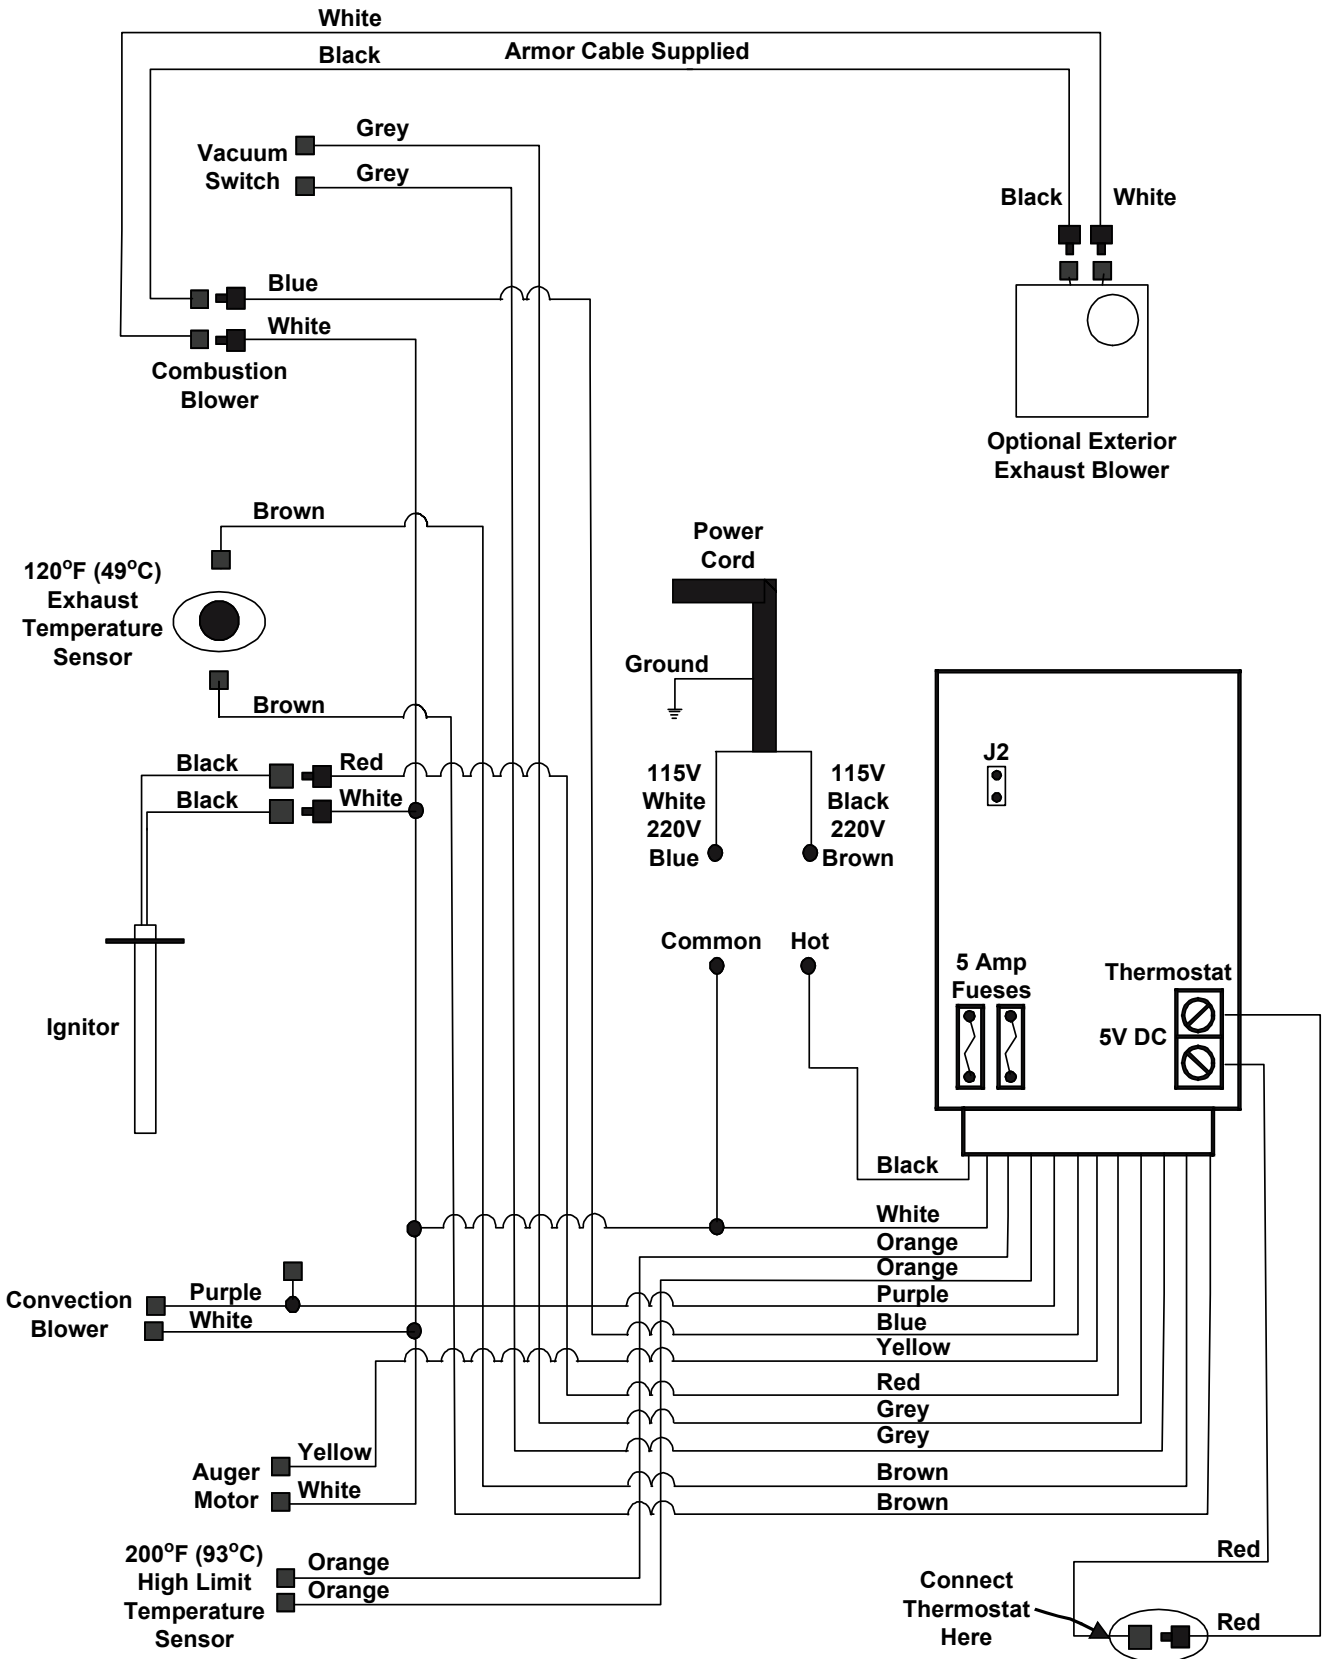 White
Black
Armor Cable Supplied
Grey
Vacuum
Switch
Grey
Black
White
Blue
White
Combustion
Blower
Optional Exterior
Exhaust Blower
Brown
120°F (49°C)
Exhaust
Temperature
Sensor
Brown
Power
Cord
Ground
115V
White
220V
Blue
115V
Black
220V
Brown
J2
Black
Red
Black
White
Common
Hot
5 Amp
Fueses
Thermostat
5V DC
Ignitor
Black
White
Orange
Orange
Purple
Blue
Yellow
Red
Grey
Grey
Brown
Brown
Convection
Blower
Purple
White
Auger
Motor
Yellow
White
200°F (93°C)
High Limit
Temperature
Sensor
Orange
Orange
Connect
Thermostat
Here
Red
Red